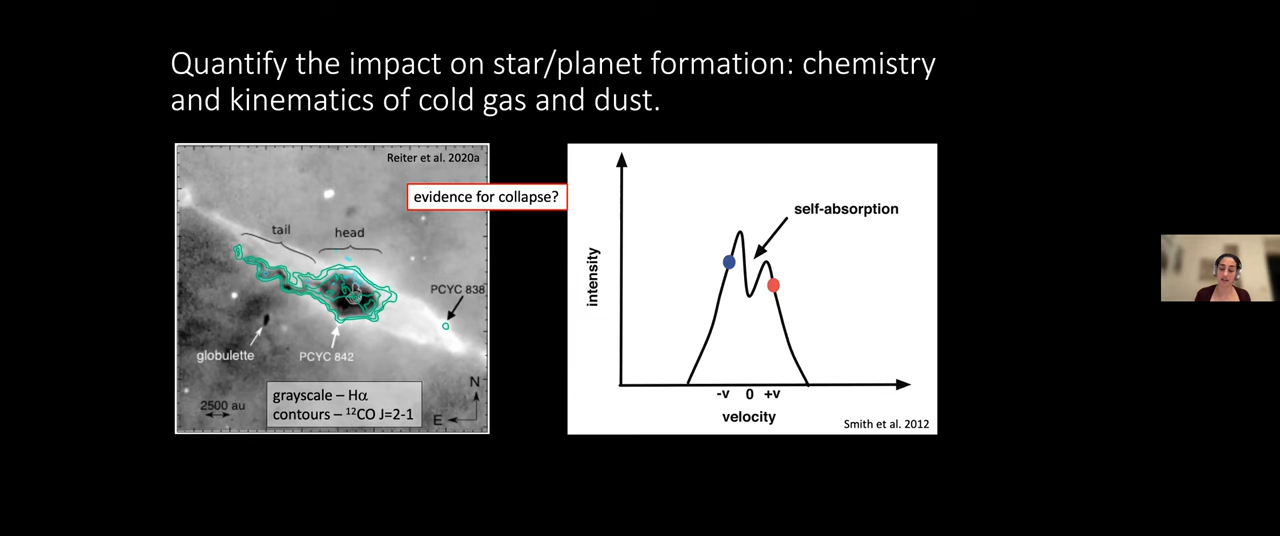 Quantify the impact on star/planet formation: chemistry
and kinematics of cold gas and dust.
Reiter et al. 2020a
evidence for collapse?
tail
head
PCYC 838
globulette
PCYC 842
grayscale – Hα
contours – ¹²CO J=2-1
2500 au
N
E
self-absorption
intensity
-v 0 +v
velocity
Smith et al. 2012